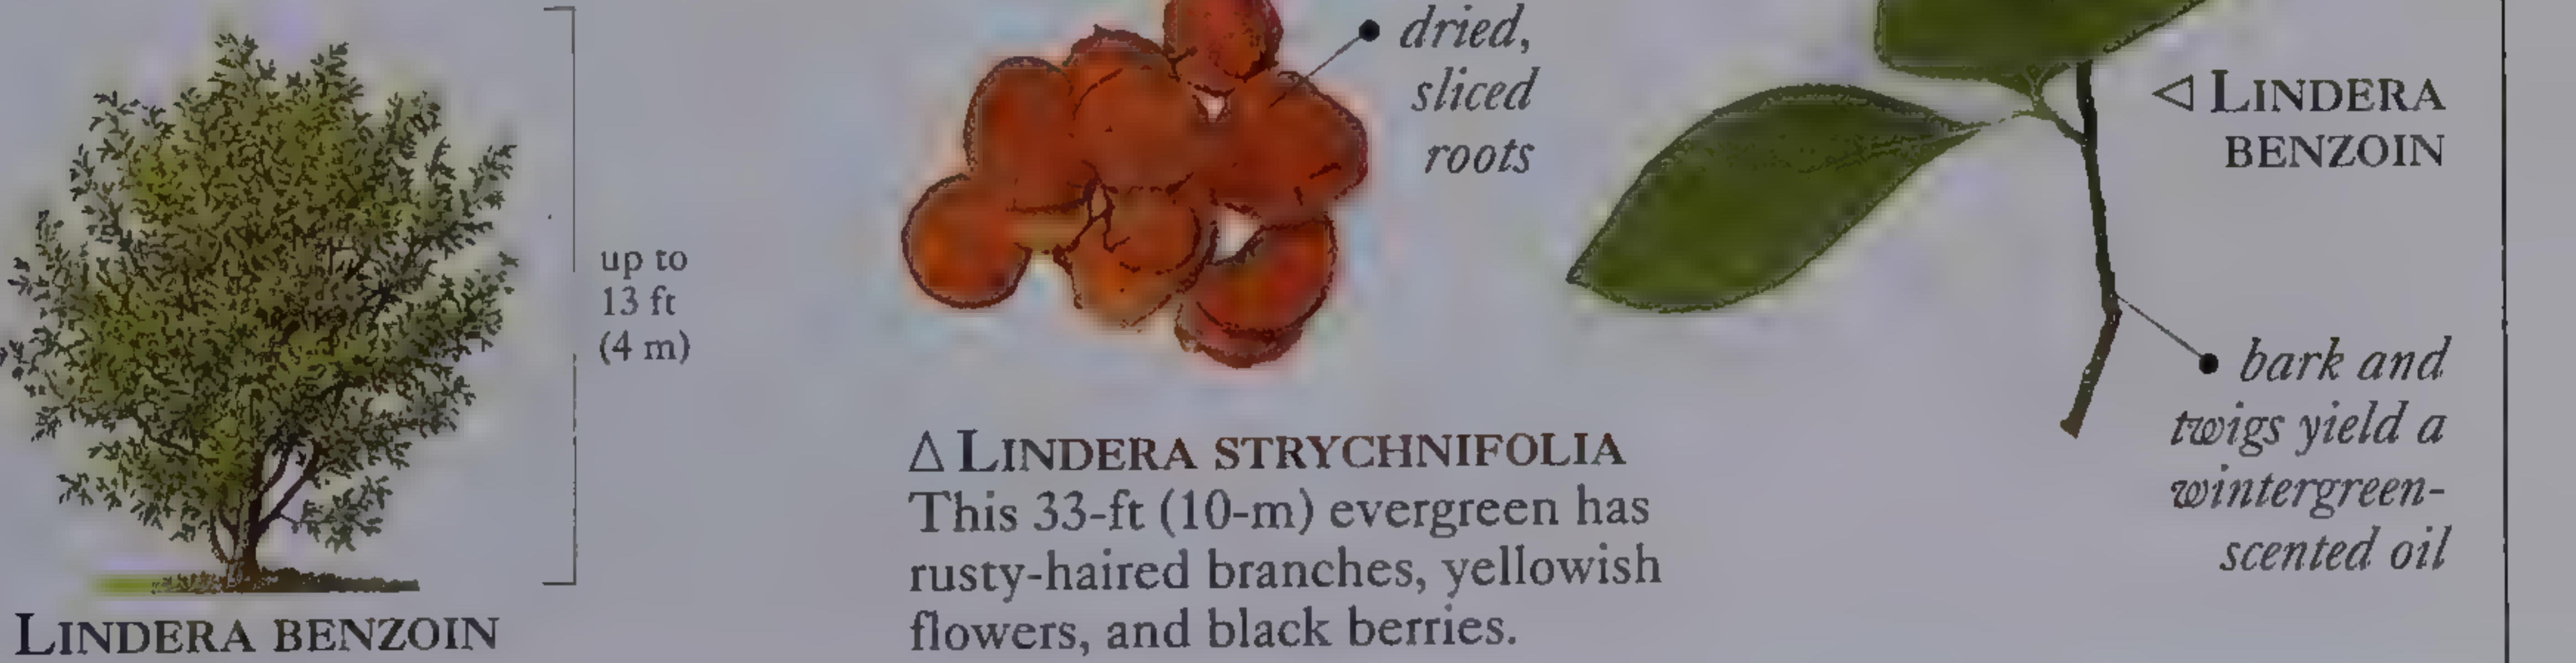 up to
13 ft
(4 m)
LINDERA BENZOIN
dried,
sliced
roots
△ LINDERA STRYCHNIFOLIA
This 33-ft (10-m) evergreen has
rusty-haired branches, yellowish
flowers, and black berries.
◁ LINDERA
BENZOIN
bark and
twigs yield a
wintergreen-
scented oil